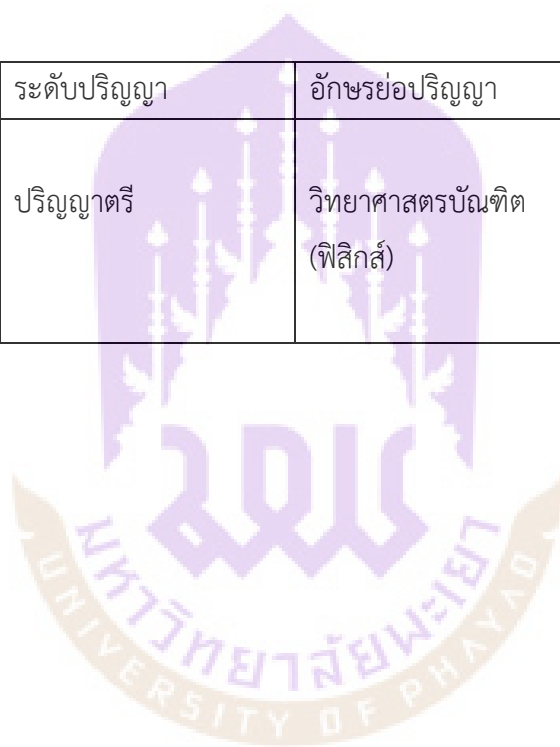 ระดับปริญญา อักษรย่อปริญญา
ปริญญาตรี วิทยาศาสตรบัณฑิต
(ฟิสิกส์)
มหาวิทยาลัยพะเยา
UNIVERSITY OF PHAYAO